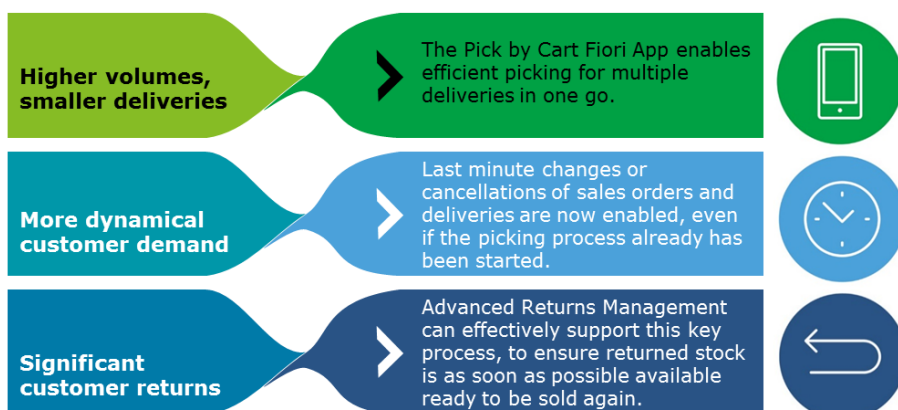 Higher volumes,
smaller deliveries
The Pick by Cart Fiori App enables
efficient picking for multiple
deliveries in one go.
More dynamical
customer demand
Last minute changes or
cancellations of sales orders and
deliveries are now enabled, even
if the picking process already has
been started.
Significant
customer returns
Advanced Returns Management
can effectively support this key
process, to ensure returned stock
is as soon as possible available
ready to be sold again.